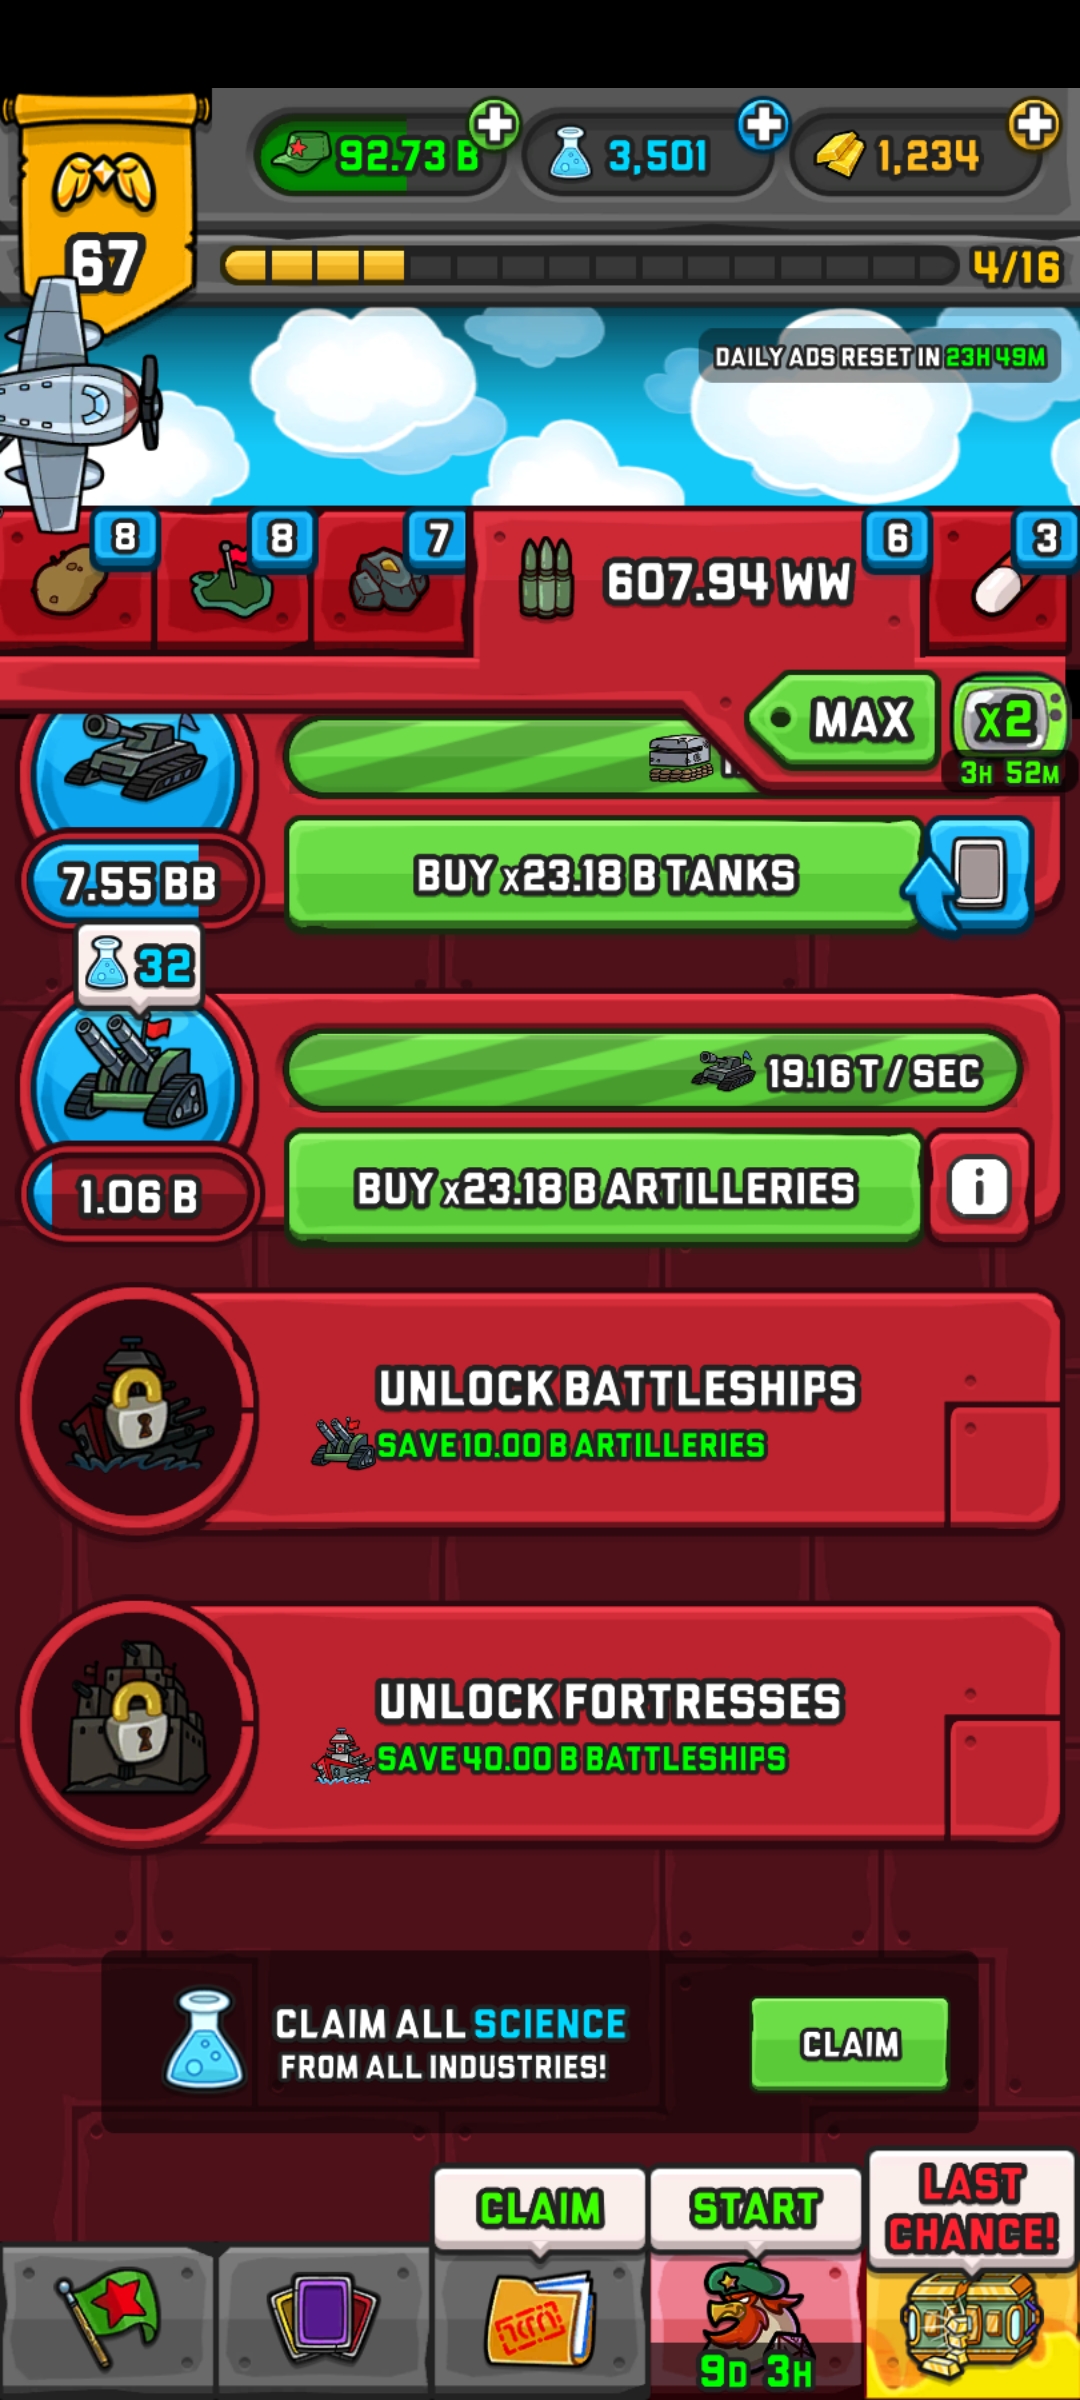 92.73 B
3,501
1,234
67
4/16
DAILY ADS RESET IN 23H 49M
8
8
7
607.94 WW
6
3
MAX
x2
3H 52M
7.55 BB
BUY x23.18 B TANKS
32
19.16 T / SEC
1.06 B
BUY x23.18 B ARTILLERIES
i
UNLOCK BATTLESHIPS
SAVE 10.00 B ARTILLERIES
UNLOCK FORTRESSES
SAVE 40.00 B BATTLESHIPS
CLAIM ALL SCIENCE
FROM ALL INDUSTRIES!
CLAIM
CLAIM
START
LAST
CHANCE!
9D 3H